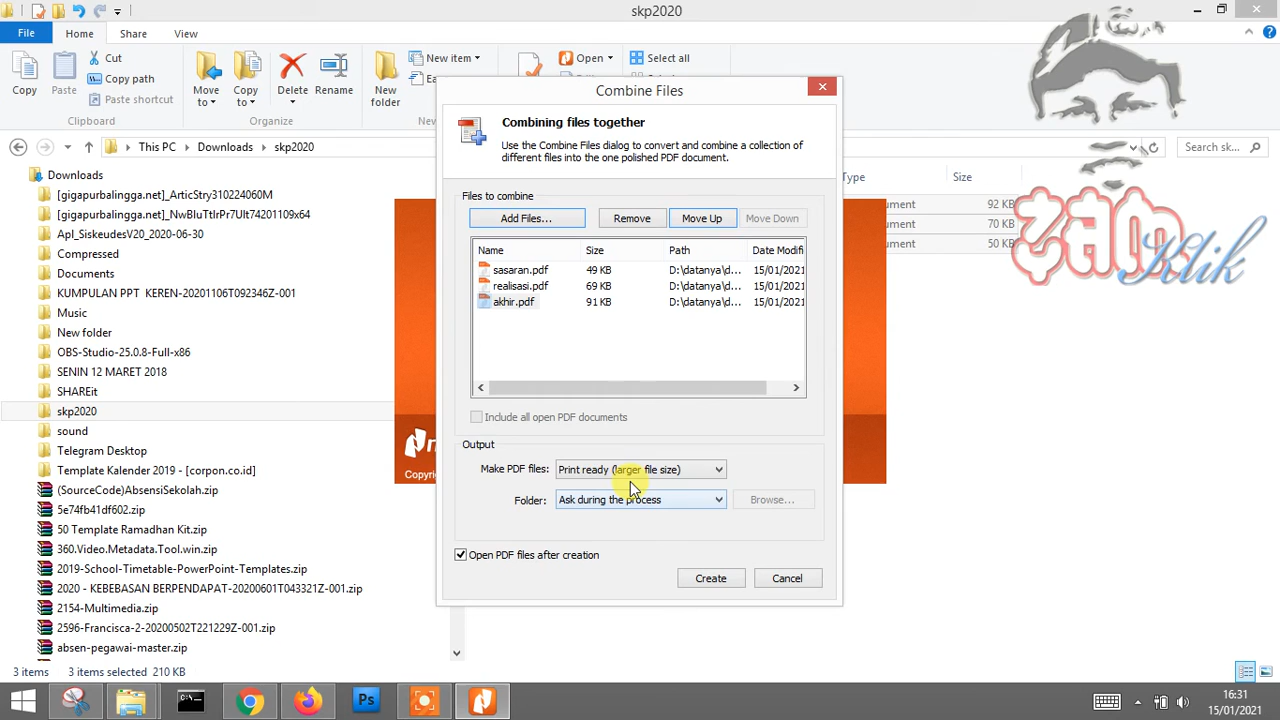 skp2020
File
Home
Share
View
Copy
Paste
Cut
Copy path
Paste shortcut
Clipboard
Move to
Copy to
Delete
Rename
Organize
New folder
New item
Open
Select all
This PC
Downloads
skp2020
Search sk...
Downloads
[gigapurbalingga.net]_ArticStry310224060M
[gigapurbalingga.net]_NwBluTtlrPr7Ult74201109x64
Apl_SiskeudesV20_2020-06-30
Compressed
Documents
KUMPULAN PPT KEREN-20201106T092346Z-001
Music
New folder
OBS-Studio-25.0.8-Full-x86
SENIN 12 MARET 2018
SHAREit
skp2020
sound
Telegram Desktop
Template Kalender 2019 - [corpon.co.id]
(SourceCode)AbsensiSekolah.zip
5e74fb41df602.zip
50 Template Ramadhan Kit.zip
360.Video.Metadata.Tool.win.zip
2019-School-Timetable-PowerPoint-Templates.zip
2020 - KEBEBASAN BERPENDAPAT-20200601T043321Z-001.zip
2154-Multimedia.zip
2596-Francisca-2-20200502T221229Z-001.zip
absen-pegawai-master.zip
Type
Size
ument
92 KB
ument
70 KB
ument
50 KB
ZAM
Klik
Combine Files
Combining files together
Use the Combine Files dialog to convert and combine a collection of
different files into the one polished PDF document.
Files to combine
Add Files...
Remove
Move Up
Move Down
Name
Size
Path
Date Modifi
sasaran.pdf
49 KB
D:\datanya\d...
15/01/2021
realisasi.pdf
69 KB
D:\datanya\d...
15/01/2021
akhir.pdf
91 KB
D:\datanya\d...
15/01/2021
Include all open PDF documents
Output
Make PDF files:
Print ready (larger file size)
Folder:
Ask during the process
Browse...
Open PDF files after creation
Create
Cancel
3 items
3 items selected 210 KB
Ps
16:31
15/01/2021